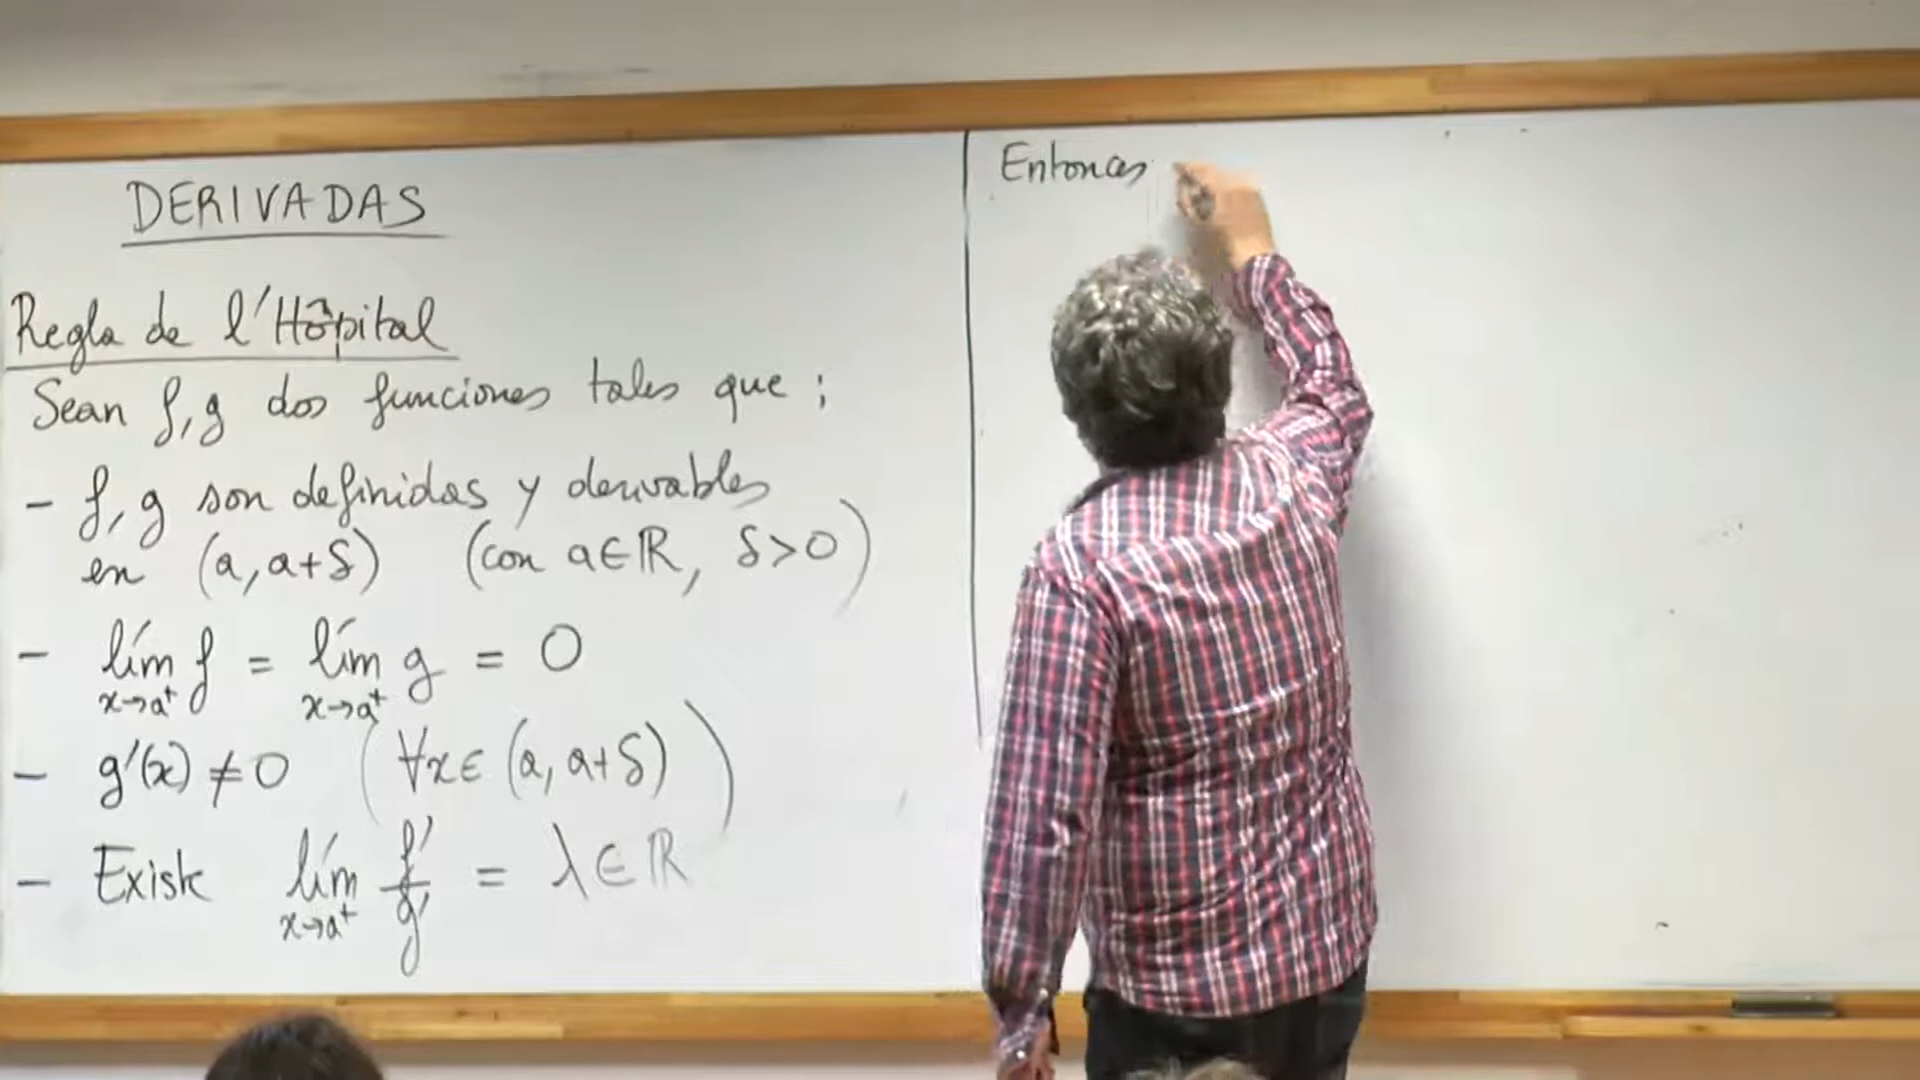 DERIVADAS
Regla de l'Hôpital
Sean f, g dos funciones tales que :
- f, g son definidas y derivables
en (a, a+δ) (con a∈ℝ, δ>0)
- lím f = lím g = 0
x→a⁺ x→a⁺
- g'(x) ≠ 0 (∀x∈ (a, a+δ))
- Existe lím f'/g' = λ∈ℝ
x→a⁺
Entonces